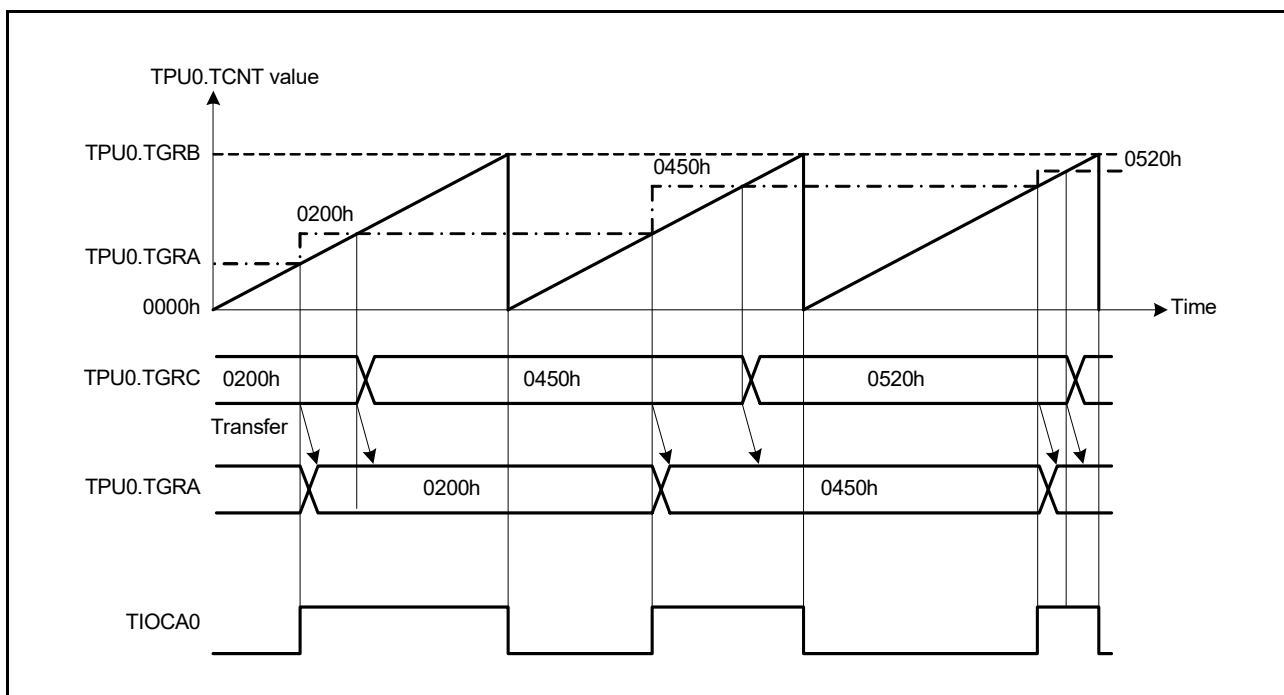 TPU0.TCNT value
TPU0.TGRB
0520h
0450h
0200h
TPU0.TGRA
0000h
Time
TPU0.TGRC
0200h
0450h
0520h
Transfer
TPU0.TGRA
0200h
0450h
TIOCA0